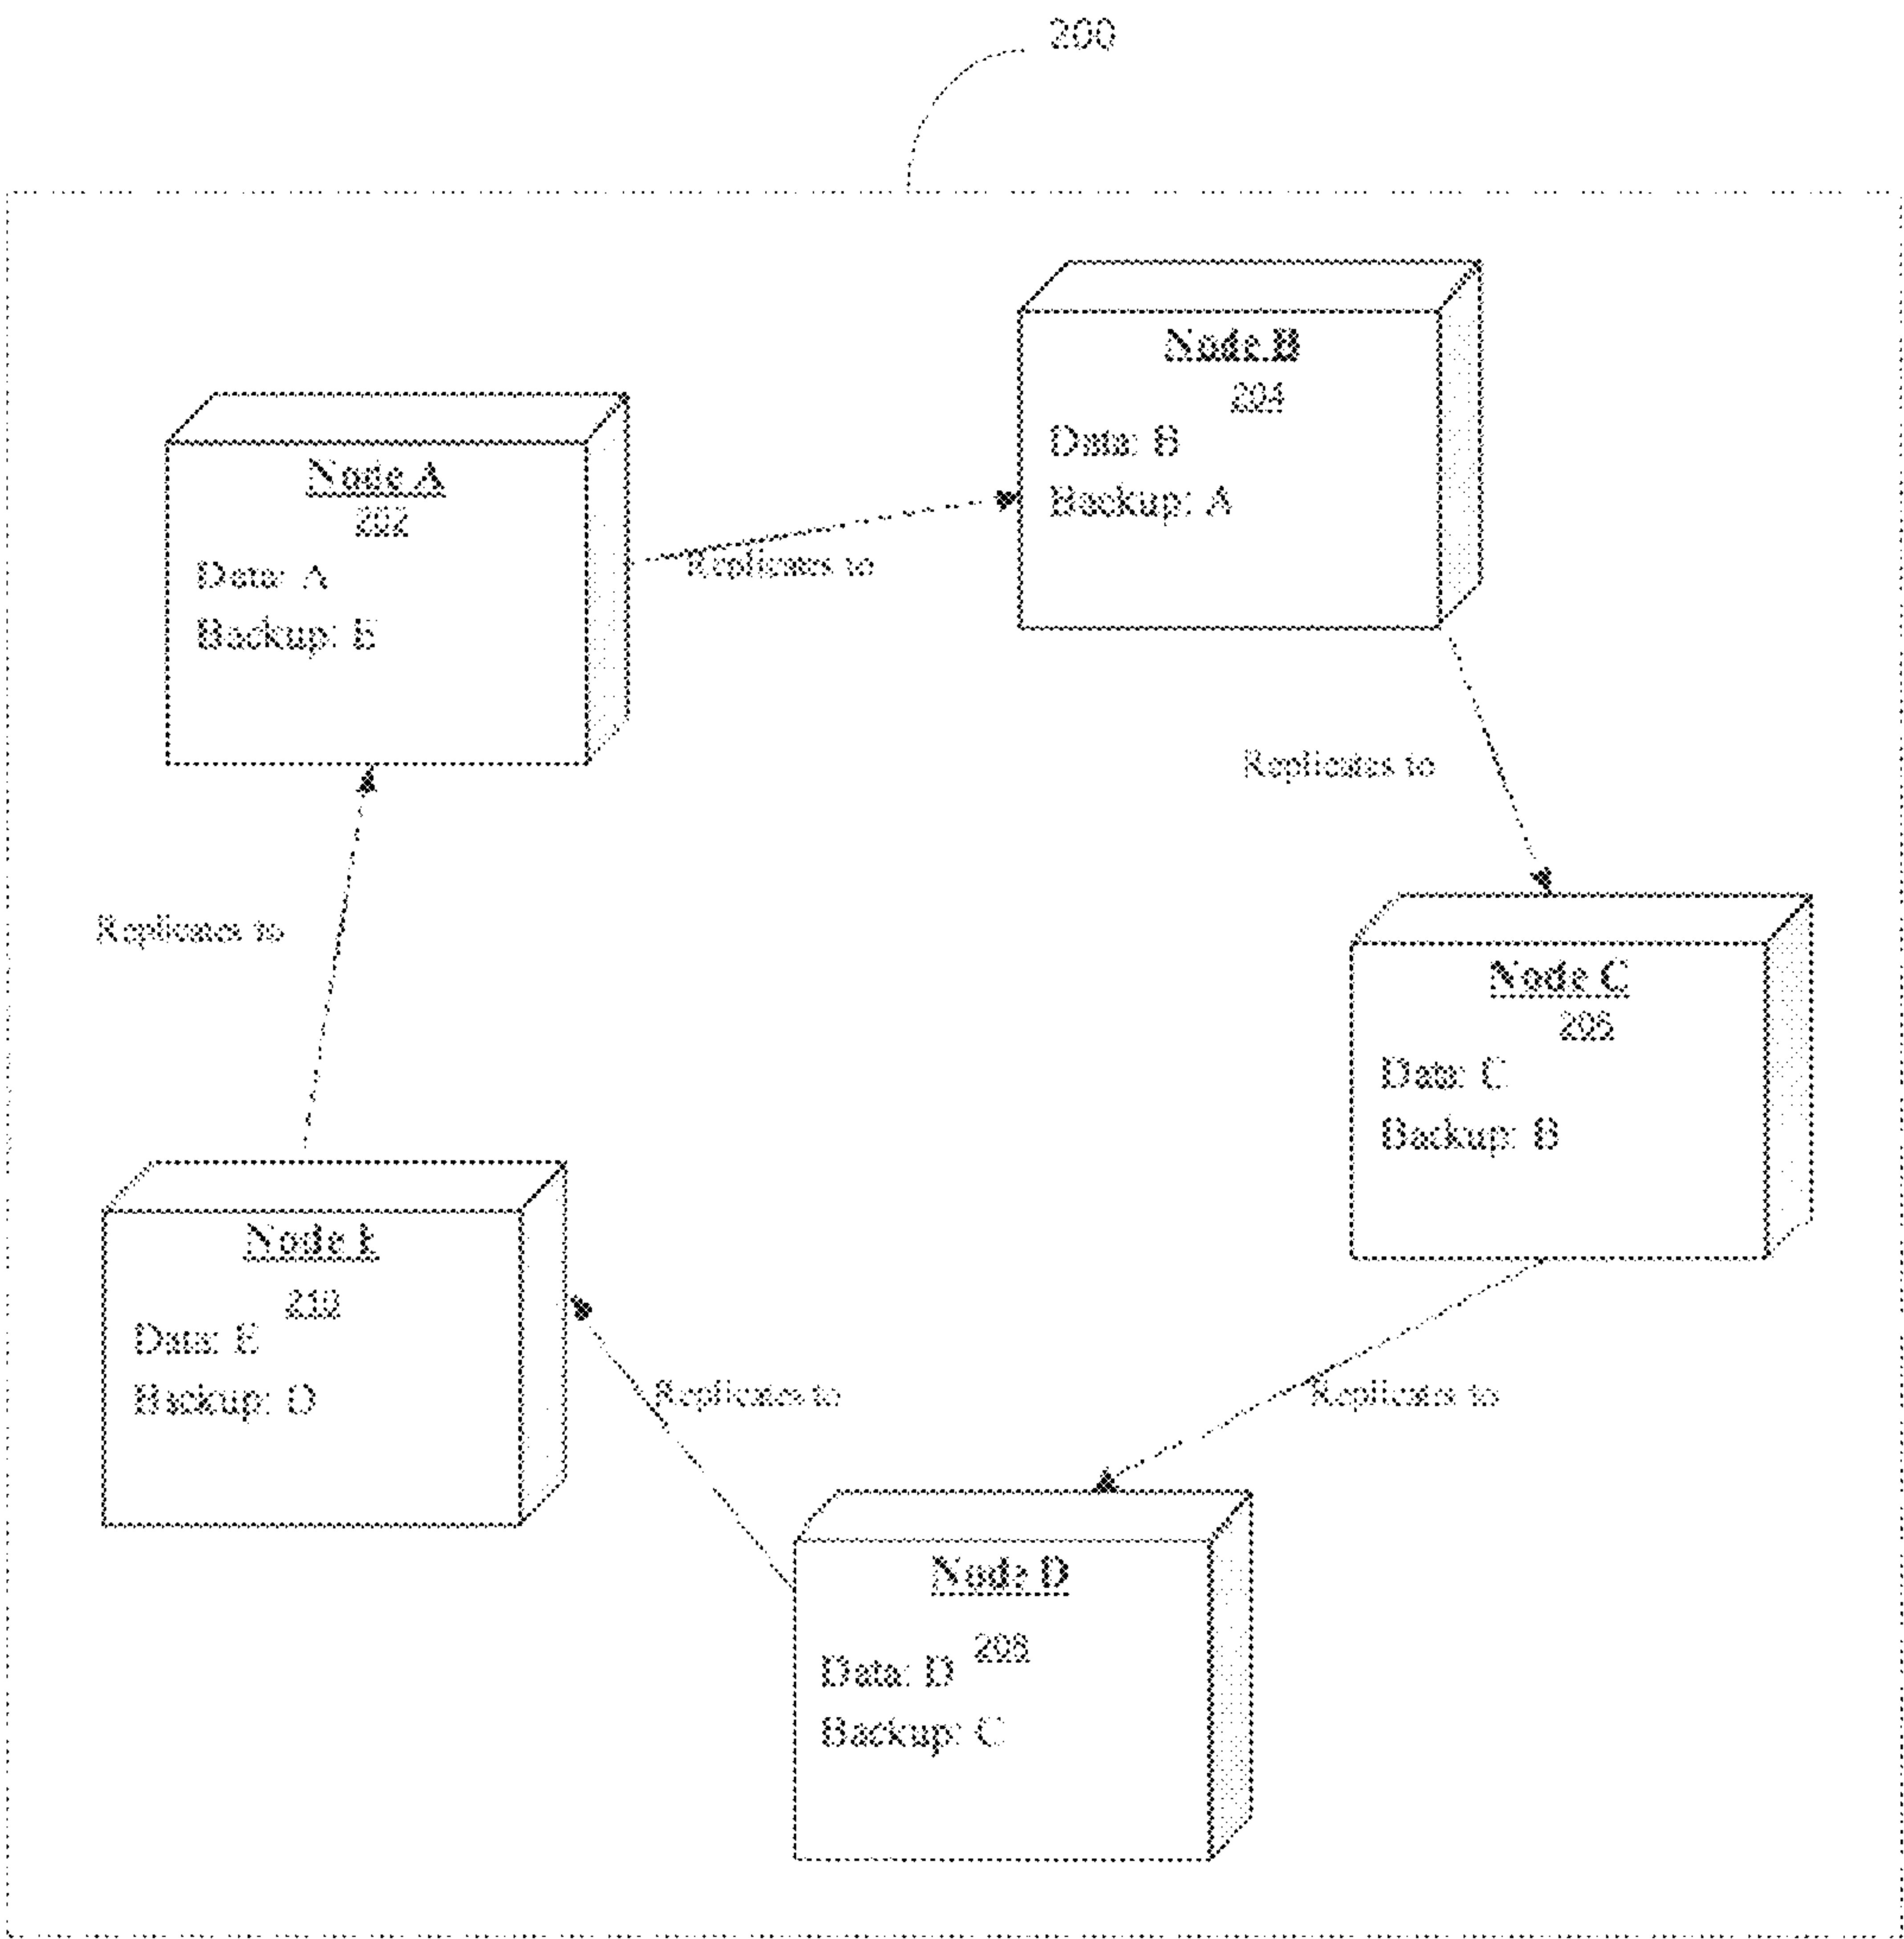 200
Node B
204
Data: B
Backup: A
Node A
202
Data: A
Backup: E
Replicates to
Replicates to
Replicates to
Node C
206
Data: C
Backup: B
Node E
210
Data: E
Backup: D
Replicates to
Replicates to
Node D
208
Data: D
Backup: C